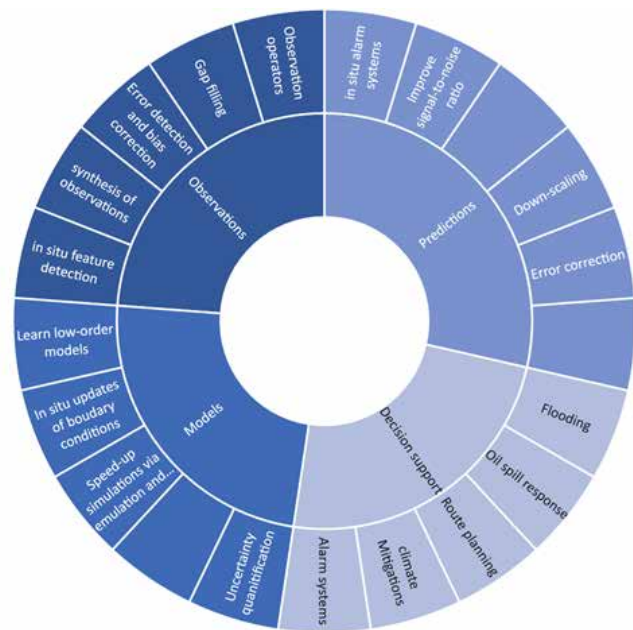 Observations
Predictions
Decision support
Models
in situ alarm
systems
Improve
signal-to-noise
ratio
Down-scaling
Error correction
Flooding
Oil spill response
Route planning
climate
Mitigations
Alarm systems
Uncertainty
quanitification
Speed-up
simulations via
emulation and...
In situ updates
of boudary
conditions
Learn low-order
models
in situ feature
detection
synthesis of
observations
Error detection
and bias
correction
Gap filling
Observation
operators